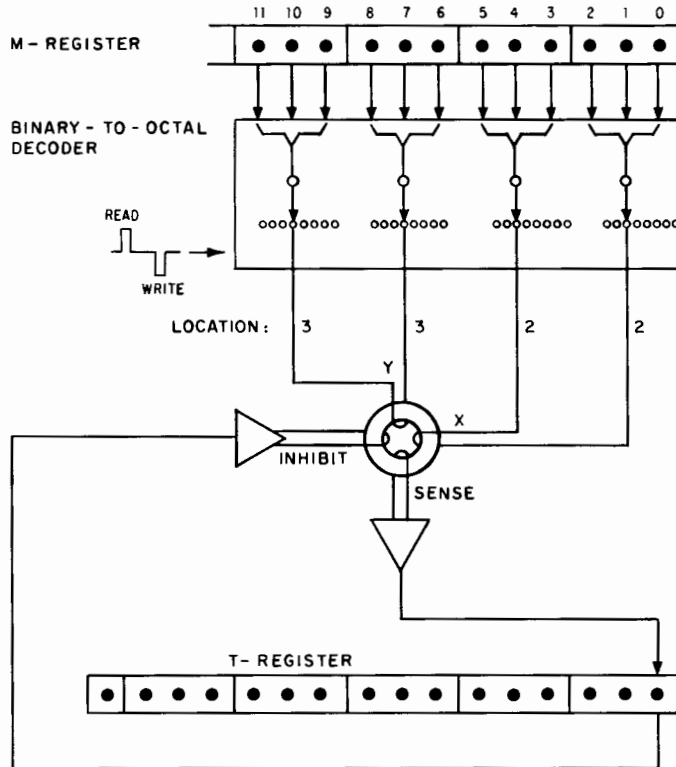 11 10 9 8 7 6 5 4 3 2 1 0
M - REGISTER
BINARY - TO - OCTAL
DECODER
READ
WRITE
LOCATION : 3 3 2 2
Y
X
INHIBIT
SENSE
T - REGISTER